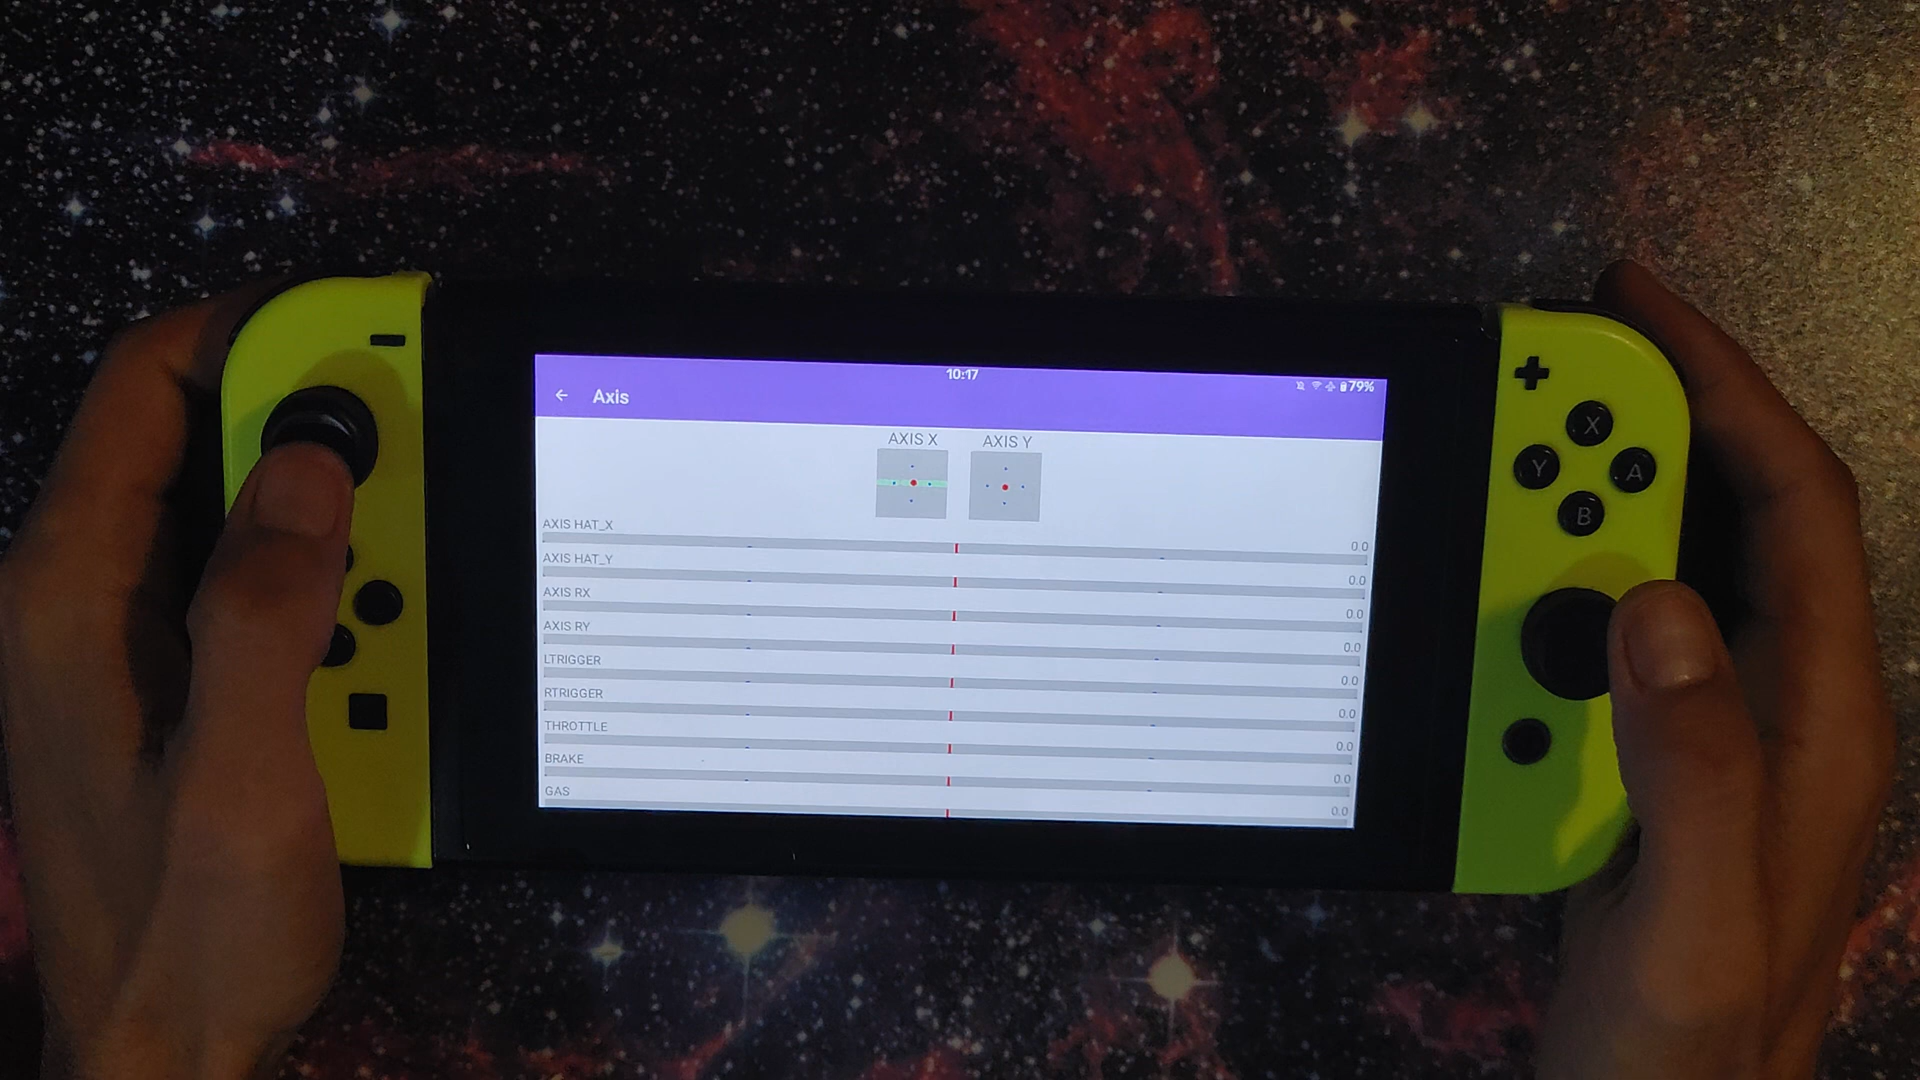 10:17
79%
Axis
AXIS X AXIS Y
AXIS HAT_X
0.0
AXIS HAT_Y
0.0
AXIS RX
0.0
AXIS RY
0.0
LTRIGGER
0.0
RTRIGGER
0.0
THROTTLE
0.0
BRAKE
0.0
GAS
0.0
X
Y A
B